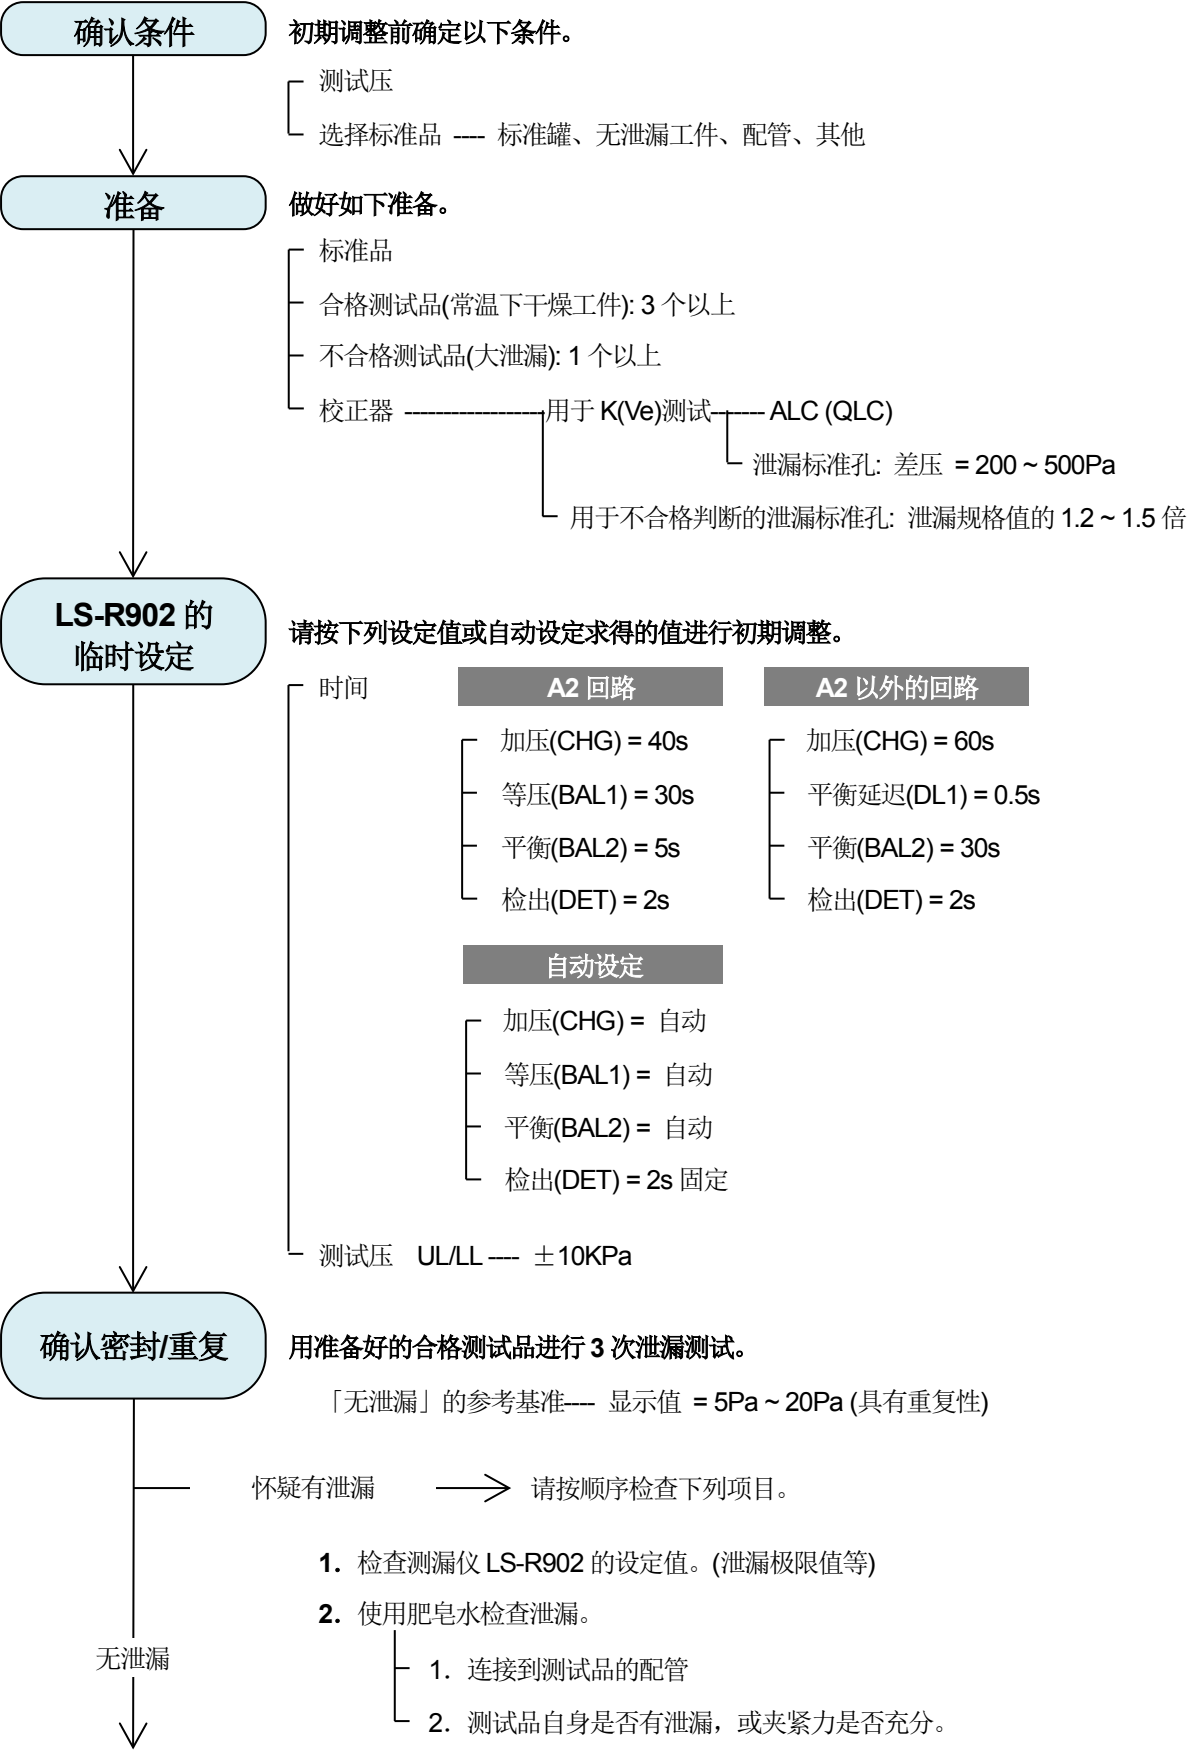 确认条件
初期调整前确定以下条件。
测试压
选择标准品 ---- 标准罐、无泄漏工件、配管、其他
准备
做好如下准备。
标准品
合格测试品(常温下干燥工件): 3 个以上
不合格测试品(大泄漏): 1 个以上
校正器 ------------------用于 K(Ve)测试------- ALC (QLC)
泄漏标准孔: 差压 = 200 ~ 500Pa
用于不合格判断的泄漏标准孔: 泄漏规格值的 1.2 ~ 1.5 倍
LS-R902 的
临时设定
请按下列设定值或自动设定求得的值进行初期调整。
时间
A2 回路
加压(CHG) = 40s
等压(BAL1) = 30s
平衡(BAL2) = 5s
检出(DET) = 2s
A2 以外的回路
加压(CHG) = 60s
平衡延迟(DL1) = 0.5s
平衡(BAL2) = 30s
检出(DET) = 2s
自动设定
加压(CHG) = 自动
等压(BAL1) = 自动
平衡(BAL2) = 自动
检出(DET) = 2s 固定
测试压 UL/LL ---- ±10KPa
确认密封/重复
用准备好的合格测试品进行 3 次泄漏测试。
「无泄漏」的参考基准---- 显示值 = 5Pa ~ 20Pa (具有重复性)
怀疑有泄漏
请按顺序检查下列项目。
1. 检查测漏仪 LS-R902 的设定值。(泄漏极限值等)
2. 使用肥皂水检查泄漏。
无泄漏
1. 连接到测试品的配管
2. 测试品自身是否有泄漏，或夹紧力是否充分。